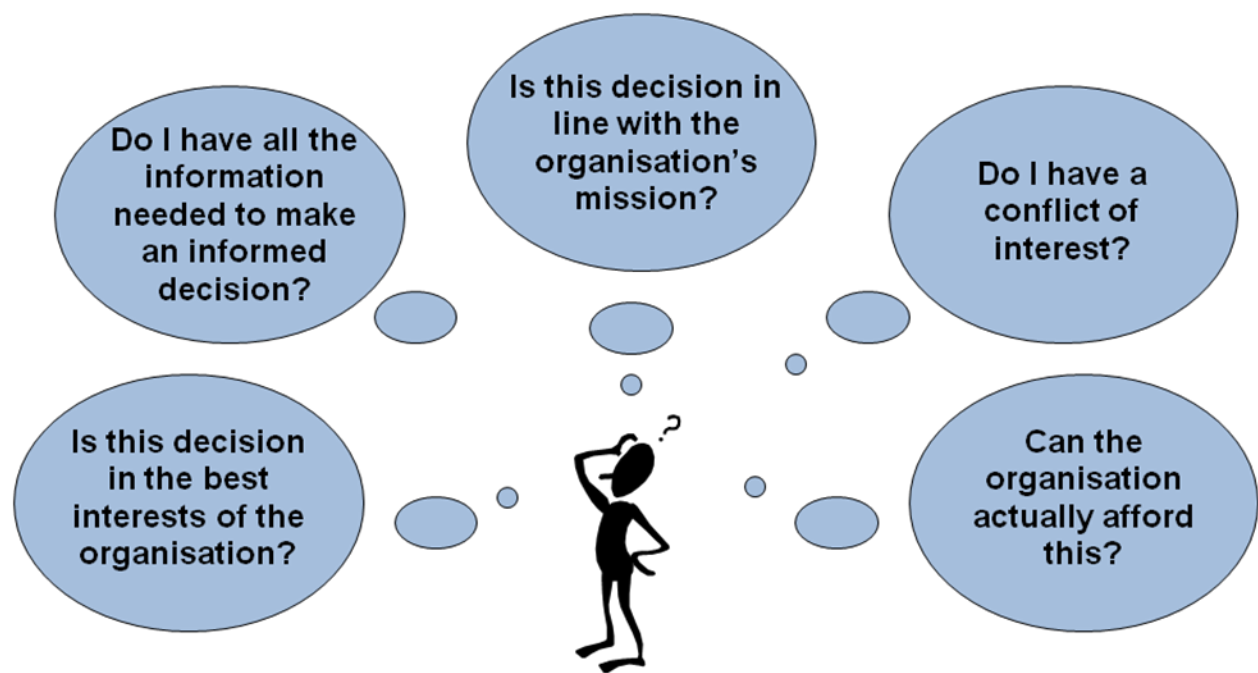 Is this decision in
line with the
organisation’s
mission?
Do I have all the
information
needed to make
an informed
decision?
Do I have a
conflict of
interest?
Is this decision
in the best
interests of the
organisation?
Can the
organisation
actually afford
this?
?